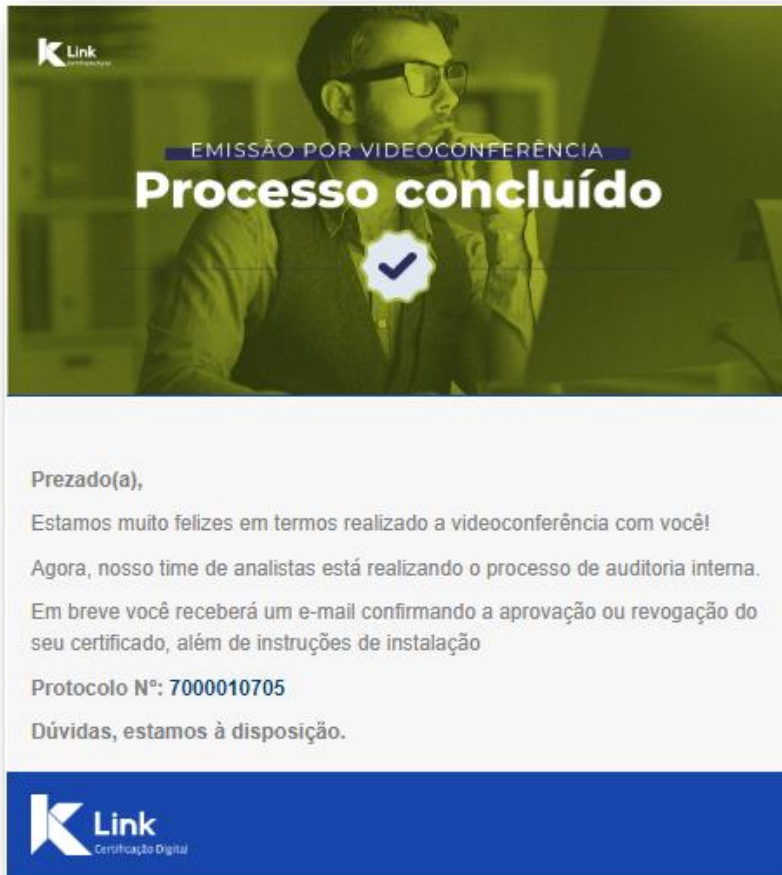 Link
EMISSÃO POR VIDEOCONFERÊNCIA
Processo concluído
Prezado(a),
Estamos muito felizes em termos realizado a videoconferência com você!
Agora, nosso time de analistas está realizando o processo de auditoria interna.
Em breve você receberá um e-mail confirmando a aprovação ou revogação do
seu certificado, além de instruções de instalação
Protocolo Nº: 7000010705
Dúvidas, estamos à disposição.
Link
Certificação Digital